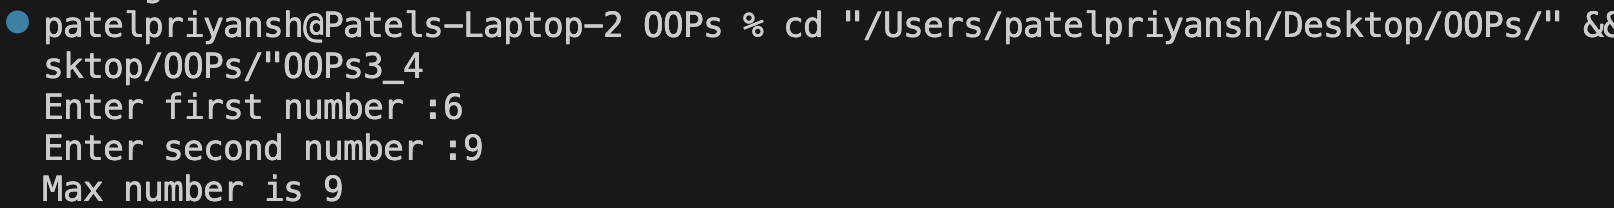 patelpriyansh@Patels-Laptop-2 OOPs % cd "/Users/patelpriyansh/Desktop/OOPs/" &&
sktop/OOPs/"OOPs3_4
Enter first number :6
Enter second number :9
Max number is 9